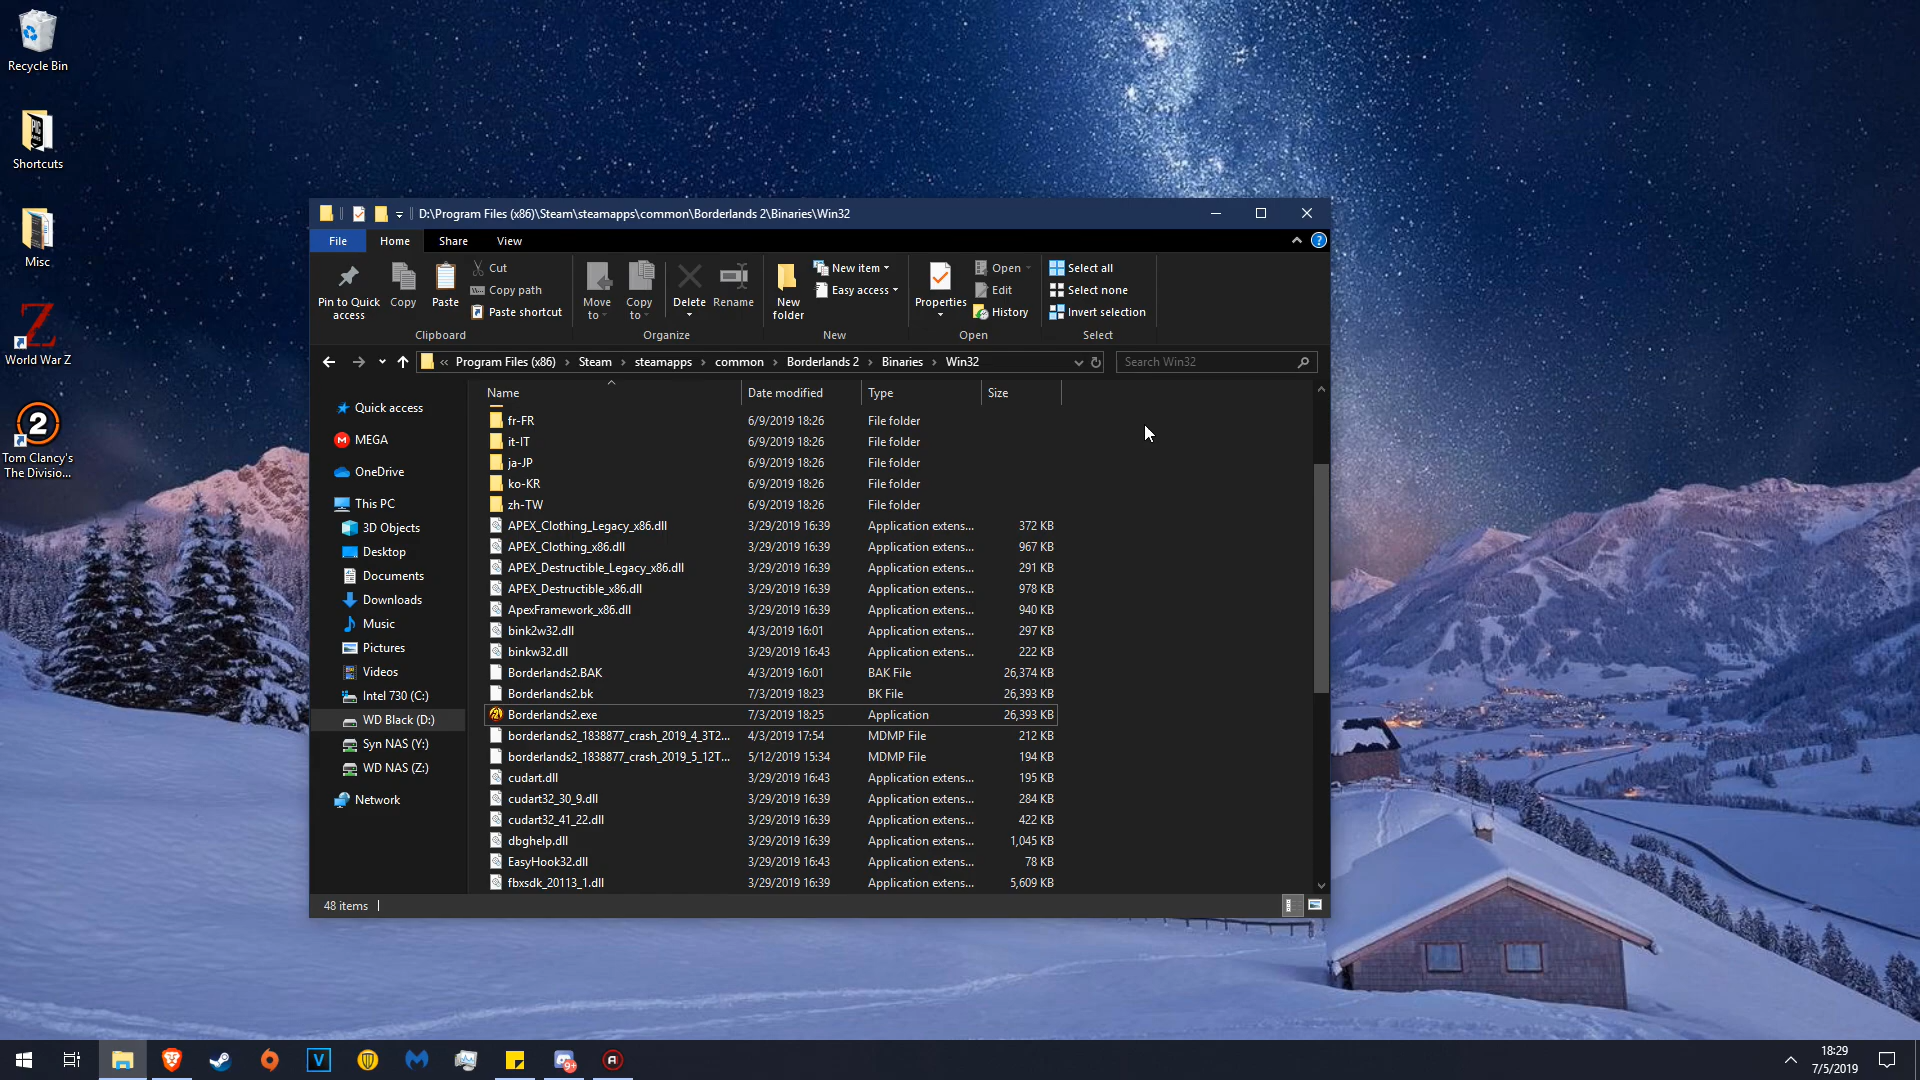 Recycle Bin
Shortcuts
Misc
World War Z
2
Tom Clancy's
The Divisio...
D:\Program Files (x86)\Steam\steamapps\common\Borderlands 2\Binaries\Win32
File
Home
Share
View
?
Pin to Quick
access
Copy
Paste
Cut
Copy path
Paste shortcut
Clipboard
Move
to
Copy
to
Delete
Rename
Organize
New
folder
New item
Easy access
New
Properties
Open
Edit
History
Open
Select all
Select none
Invert selection
Select
« Program Files (x86) > Steam > steamapps > common > Borderlands 2 > Binaries > Win32
Search Win32
Name Date modified Type Size
Quick access
MEGA
OneDrive
This PC
3D Objects
Desktop
Documents
Downloads
Music
Pictures
Videos
Intel 730 (C:)
WD Black (D:)
Syn NAS (Y:)
WD NAS (Z:)
Network
fr-FR 6/9/2019 18:26 File folder
it-IT 6/9/2019 18:26 File folder
ja-JP 6/9/2019 18:26 File folder
ko-KR 6/9/2019 18:26 File folder
zh-TW 6/9/2019 18:26 File folder
APEX_Clothing_Legacy_x86.dll 3/29/2019 16:39 Application extens... 372 KB
APEX_Clothing_x86.dll 3/29/2019 16:39 Application extens... 967 KB
APEX_Destructible_Legacy_x86.dll 3/29/2019 16:39 Application extens... 291 KB
APEX_Destructible_x86.dll 3/29/2019 16:39 Application extens... 978 KB
ApexFramework_x86.dll 3/29/2019 16:39 Application extens... 940 KB
bink2w32.dll 4/3/2019 16:01 Application extens... 297 KB
binkw32.dll 3/29/2019 16:43 Application extens... 222 KB
Borderlands2.BAK 4/3/2019 16:01 BAK File 26,374 KB
Borderlands2.bk 7/3/2019 18:23 BK File 26,393 KB
Borderlands2.exe 7/3/2019 18:25 Application 26,393 KB
borderlands2_1838877_crash_2019_4_3T2... 4/3/2019 17:54 MDMP File 212 KB
borderlands2_1838877_crash_2019_5_12T... 5/12/2019 15:34 MDMP File 194 KB
cudart.dll 3/29/2019 16:43 Application extens... 195 KB
cudart32_30_9.dll 3/29/2019 16:39 Application extens... 284 KB
cudart32_41_22.dll 3/29/2019 16:39 Application extens... 422 KB
dbghelp.dll 3/29/2019 16:39 Application extens... 1,045 KB
EasyHook32.dll 3/29/2019 16:43 Application extens... 78 KB
fbxsdk_20113_1.dll 3/29/2019 16:39 Application extens... 5,609 KB
48 items
V
9+
18:29
7/5/2019